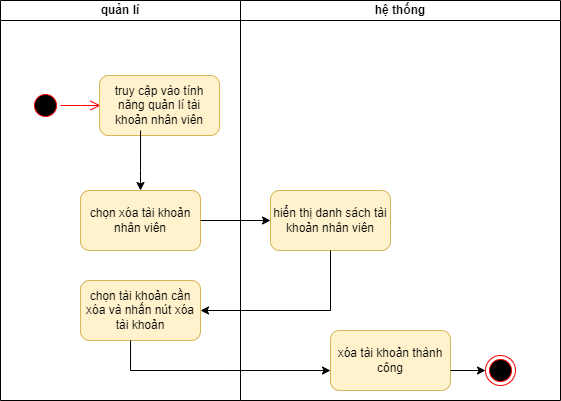 quản lí
hệ thống
truy cập vào tính
năng quản lí tài
khoản nhân viên
chọn xóa tài khoản
nhân viên
hiển thị danh sách tài
khoản nhân viên
chọn tài khoản cần
xóa và nhấn nút xóa
tài khoản
xóa tài khoản thành
công